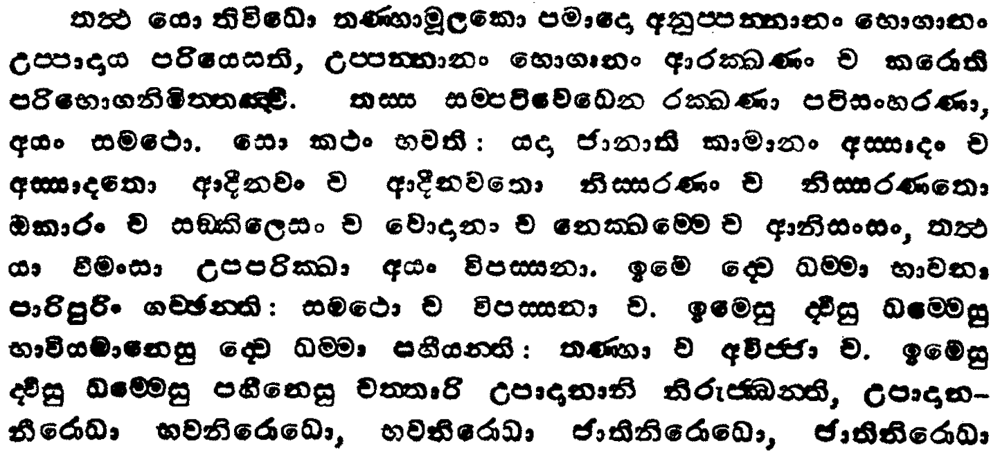 තත්‍ථ යො තිවිධො තණ්හාමූලකො පමාදො අනුප්පත්තානං භොගානං
උප්පාදාය පරියෙසති, උප්පත්තානං භොගානං ආරක්ඛණං ච කරොති
පරිභොගනිමිත්තඤ්ච. තස්ස සම්පටිවෙධෙන රක්ඛණා පටිසංහරණා,
අයං සමථො. සො කථං භවති: යදා ජානාති කාමානං අස්සාදං ච
අස්සාදතො ආදීනවං ච ආදීනවතො නිස්සරණං ච නිස්සරණතො
ඔකාරං ච සඞ්කිලෙසං ච වොදානා ච නෙක්ඛම්මෙ ච ආනිසංසං, තත්‍ථ
යා වීමංසා උපපරික්ඛා අයං විපස්සනා. ඉමෙ ද්වෙ ධම්මා භාවනා
පාරිපුරිං ගච්ඡන්ති: සමථො ච විපස්සනා ච. ඉමෙසු ද්වීසු ධම්මෙසු
භාවියමානෙසු ද්වෙ ධම්මා පහීයන්ති: තණ්හා ච අවිජ්ජා ච. ඉමෙසු
ද්වීසු ධම්මෙසු පහීනෙසු චත්තාරි උපාදානානි නිරුජ්ඣන්ති, උපාදාන-
නිරොධා භවනිරොධො, භවනිරොධා ජාතිනිරොධො, ජාතිනිරොධා